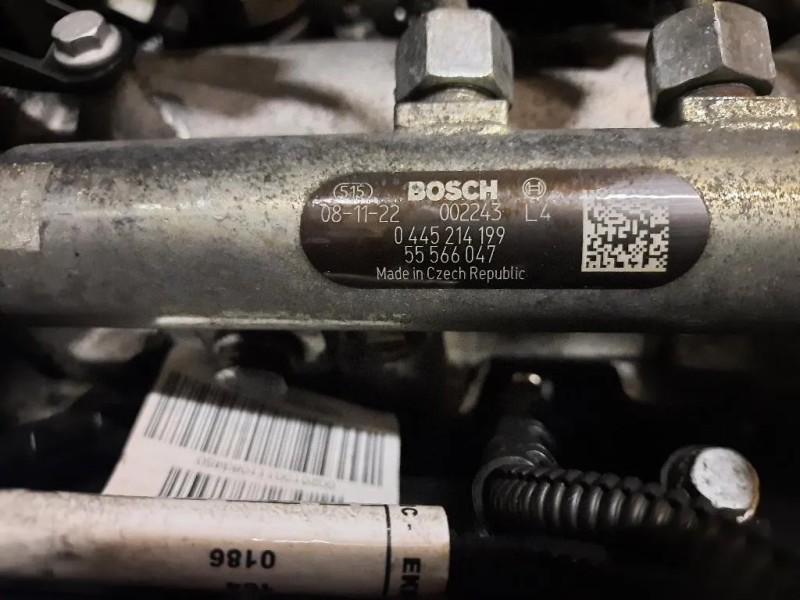 515 BOSCH
08-11-22 002243 L4
0 445 214 199
55 566 047
Made in Czech Republic
C - EK
0186